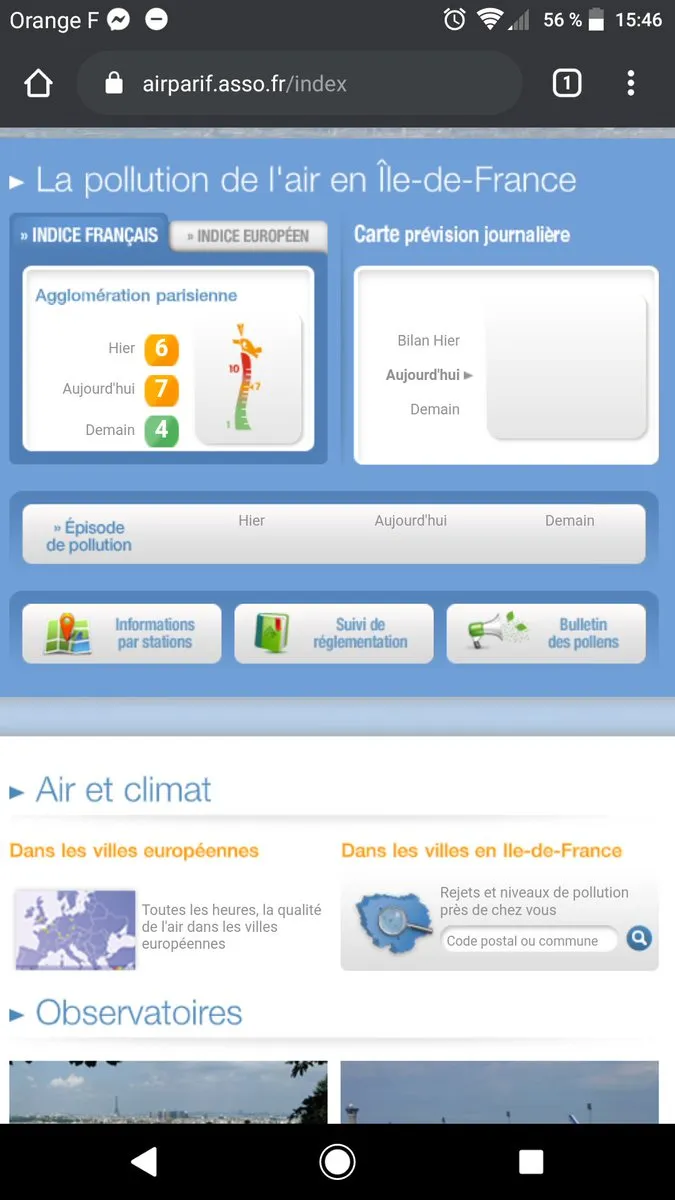 Orange F 56 % 15:46
1
airparif.asso.fr/index
La pollution de l'air en Île-de-France
» INDICE FRANÇAIS
» INDICE EUROPÉEN
Carte prévision journalière
Agglomération parisienne
Hier 6
Aujourd'hui 7
Demain 4
10
7
1
Bilan Hier
Aujourd'hui
Demain
» Épisode
de pollution
Hier
Aujourd'hui
Demain
Informations
par stations
Suivi de
réglementation
Bulletin
des pollens
Air et climat
Dans les villes européennes
Toutes les heures, la qualité
de l'air dans les villes
européennes
Dans les villes en Ile-de-France
Rejets et niveaux de pollution
près de chez vous
Code postal ou commune
Observatoires